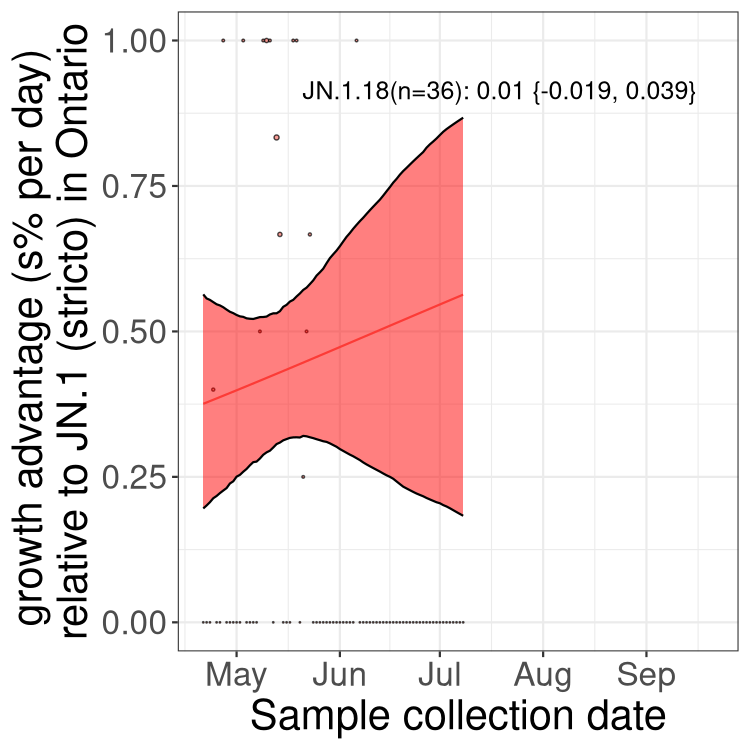 growth advantage (s% per day)
relative to JN.1 (stricto) in Ontario
1.00
0.75
0.50
0.25
0.00
JN.1.18(n=36): 0.01 {-0.019, 0.039}
May Jun Jul Aug Sep
Sample collection date